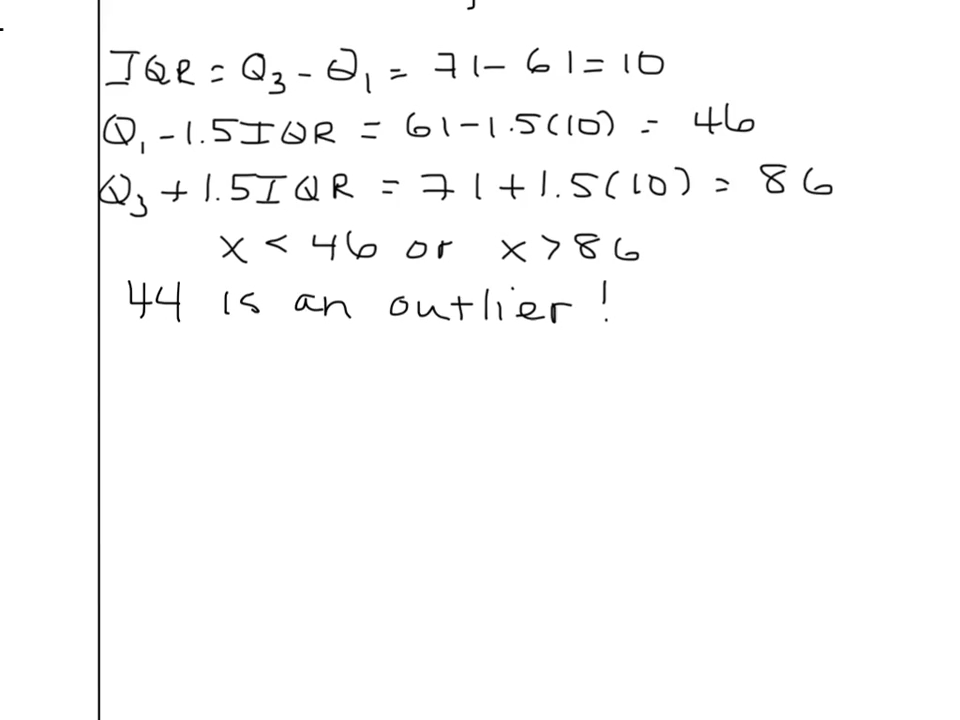 IQR = Q₃ - Q₁ = 71 - 61 = 10
Q₁ - 1.5IQR = 61 - 1.5(10) = 46
Q₃ + 1.5IQR = 71 + 1.5(10) = 86
x < 46 or x > 86
44 is an outlier!